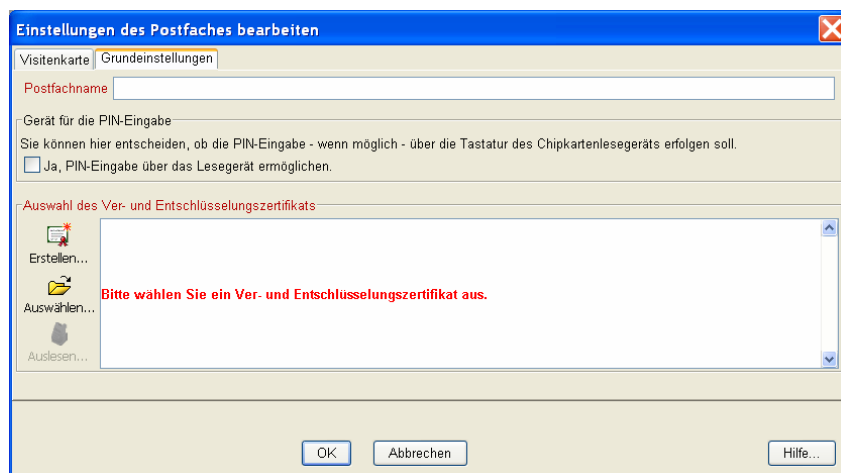 Einstellungen des Postfaches bearbeiten
Visitenkarte Grundeinstellungen
Postfachname
Gerät für die PIN-Eingabe
Sie können hier entscheiden, ob die PIN-Eingabe - wenn möglich - über die Tastatur des Chipkartenlesegeräts erfolgen soll.
Ja, PIN-Eingabe über das Lesegerät ermöglichen.
Auswahl des Ver- und Entschlüsselungszertifikats
Erstellen...
Bitte wählen Sie ein Ver- und Entschlüsselungszertifikat aus.
Auswählen...
Auslesen...
OK Abbrechen Hilfe...